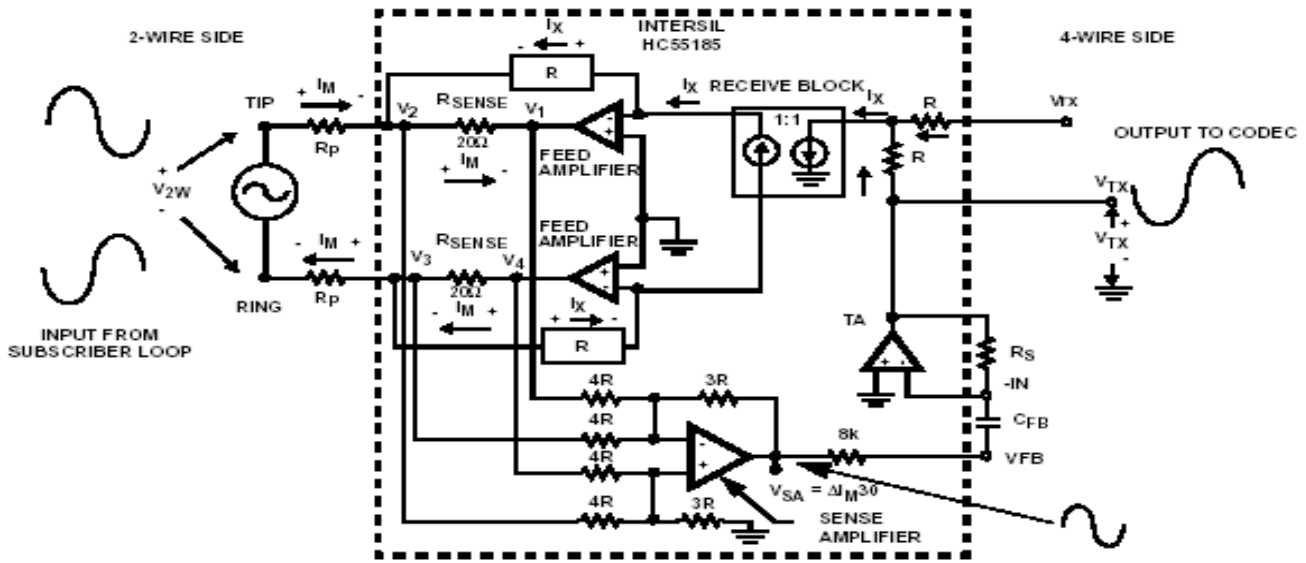 2-WIRE SIDE
INTERSIL
HC55185
4-WIRE SIDE
IX
- +
R
IX
RECEIVE BLOCK
IX
1:1
R
Vrx
OUTPUT TO CODEC
IM
+ -
TIP
RP
V2
RSENSE
V1
20Ω
IM
+ -
FEED
AMPLIFIER
- +
R
VTX
+
VTX
-
+
V2W
-
FEED
AMPLIFIER
+ -
IM
- +
RING
RP
V3
RSENSE
V4
20Ω
IM
- +
IX
+ -
R
INPUT FROM
SUBSCRIBER LOOP
TA
+ -
RS
-IN
CFB
VFB
4R
3R
4R
4R
4R
3R
-
+
8k
VSA = ΔIM30
SENSE
AMPLIFIER